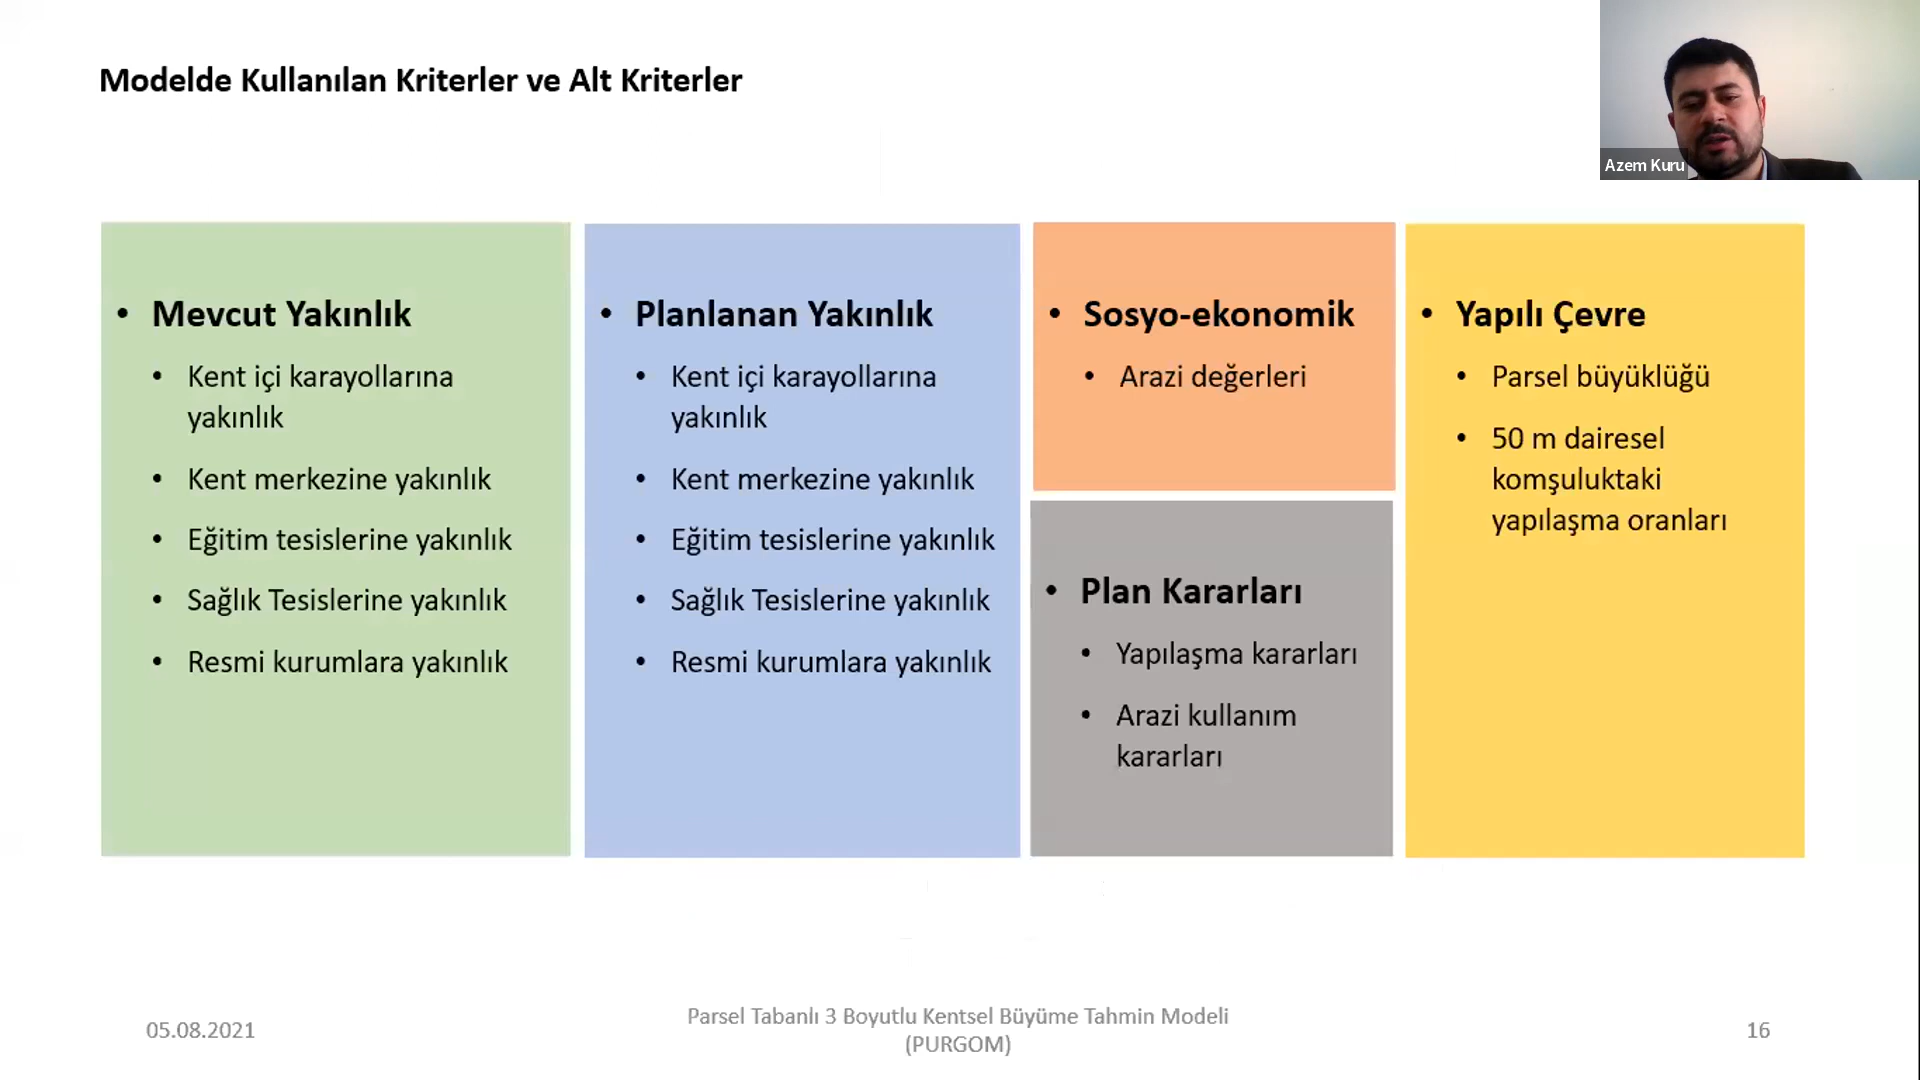 Modelde Kullanılan Kriterler ve Alt Kriterler
Azem Kuru
• Mevcut Yakınlık
• Kent içi karayollarına
yakınlık
• Kent merkezine yakınlık
• Eğitim tesislerine yakınlık
• Sağlık Tesislerine yakınlık
• Resmi kurumlara yakınlık
• Planlanan Yakınlık
• Kent içi karayollarına
yakınlık
• Kent merkezine yakınlık
• Eğitim tesislerine yakınlık
• Sağlık Tesislerine yakınlık
• Resmi kurumlara yakınlık
• Sosyo-ekonomik
• Arazi değerleri
• Plan Kararları
• Yapılaşma kararları
• Arazi kullanım
kararları
• Yapılı Çevre
• Parsel büyüklüğü
• 50 m dairesel
komşuluktaki
yapılaşma oranları
05.08.2021
Parsel Tabanlı 3 Boyutlu Kentsel Büyüme Tahmin Modeli
(PURGOM)
16